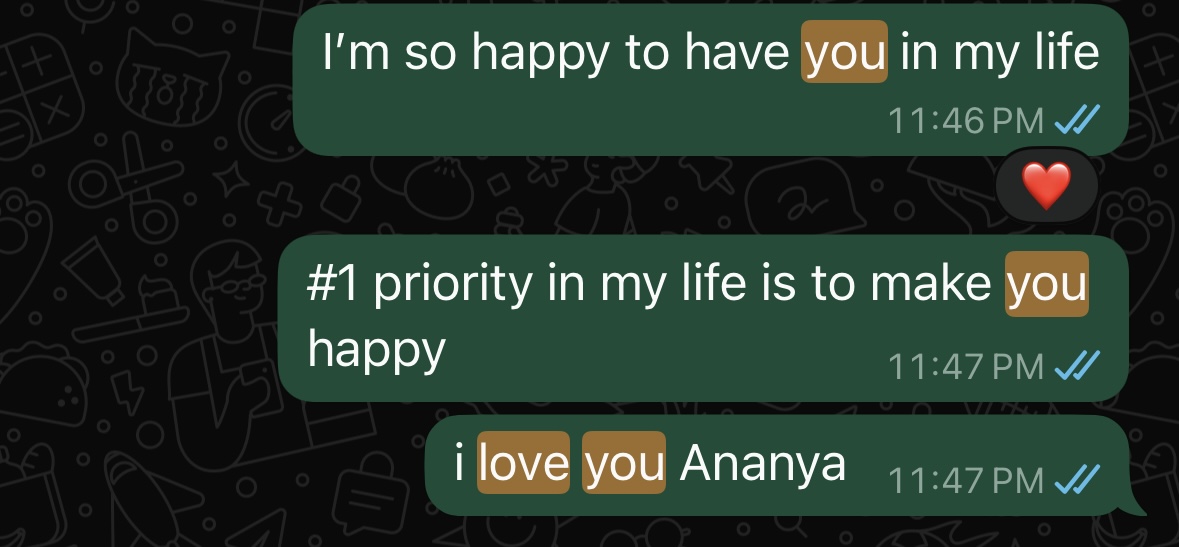 I’m so happy to have you in my life
11:46 PM
#1 priority in my life is to make you
happy
11:47 PM
i love you Ananya
11:47 PM